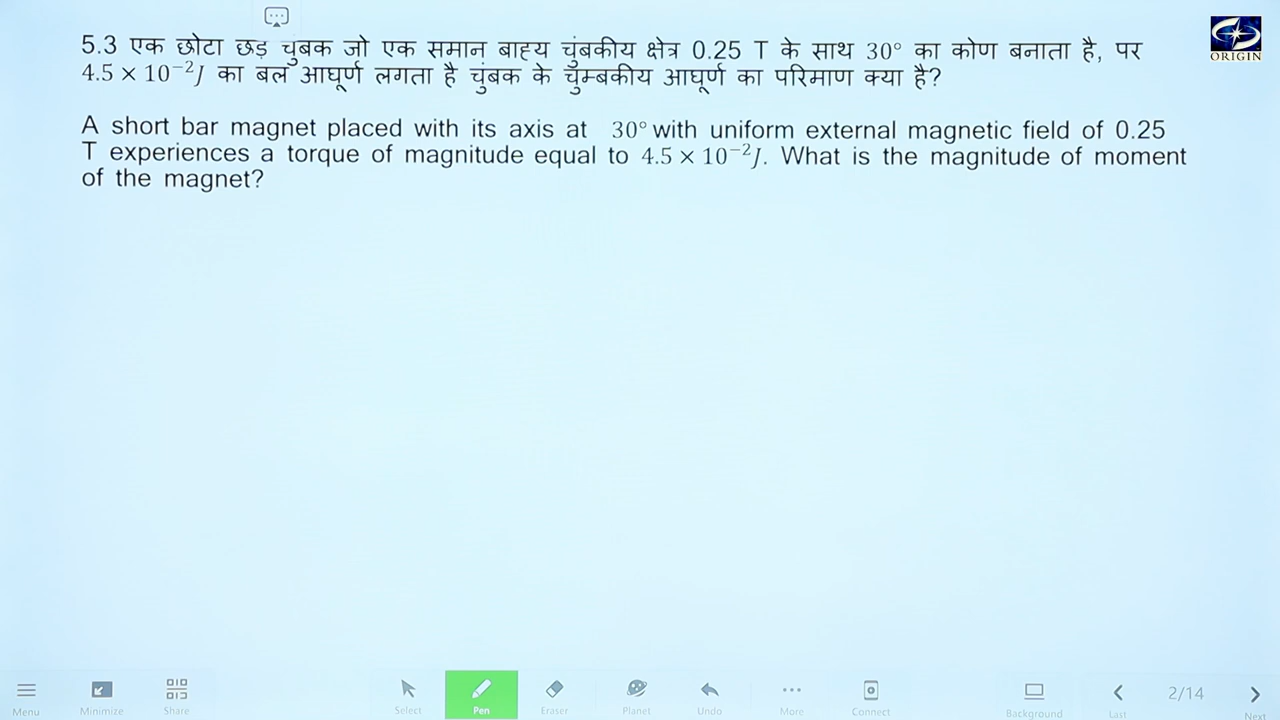 5.3 एक छोटा छड़ चुंबक जो एक समान बाह्य चुंबकीय क्षेत्र 0.25 T के साथ 30° का कोण बनाता है, पर
4.5 × 10⁻²J का बल आघूर्ण लगता है चुंबक के चुम्बकीय आघूर्ण का परिमाण क्या है?
A short bar magnet placed with its axis at 30° with uniform external magnetic field of 0.25
T experiences a torque of magnitude equal to 4.5 × 10⁻²J. What is the magnitude of moment
of the magnet?
ORIGIN
Menu Minimize Share Select Pen Eraser Planet Undo More Connect Background Last 2/14 Next